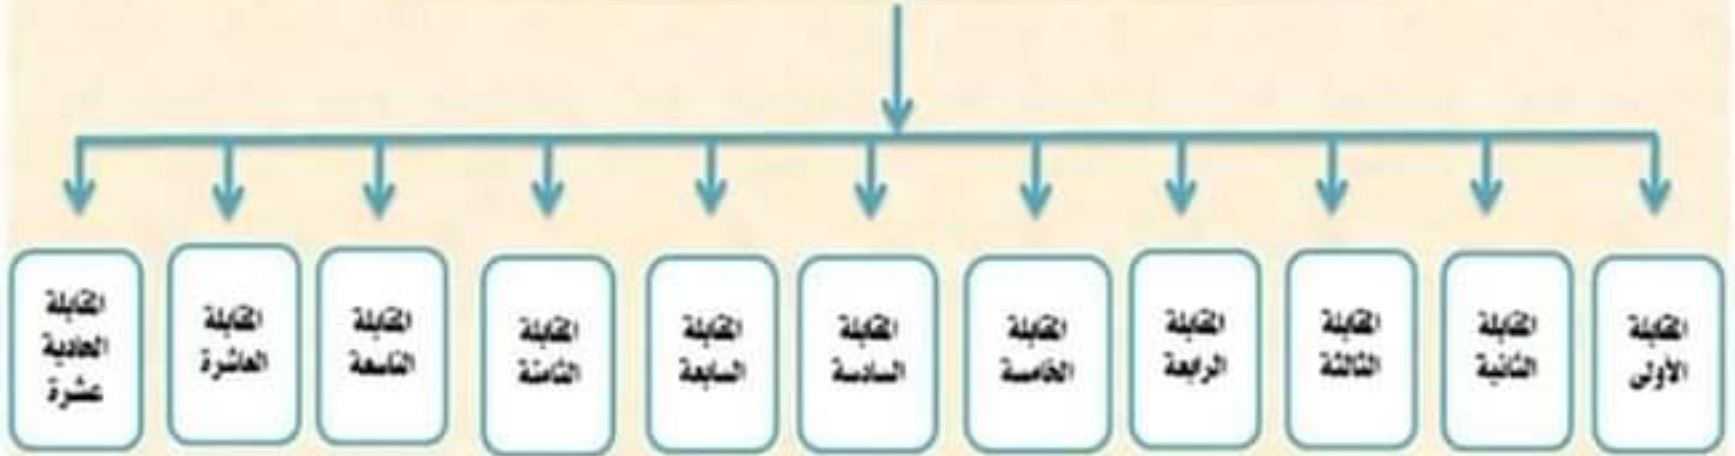 المقابلة
الأولى
المقابلة
الثانية
المقابلة
الثالثة
المقابلة
الرابعة
المقابلة
الخامسة
المقابلة
السادسة
المقابلة
السابعة
المقابلة
الثامنة
المقابلة
التاسعة
المقابلة
العاشرة
المقابلة
الحادية
عشرة